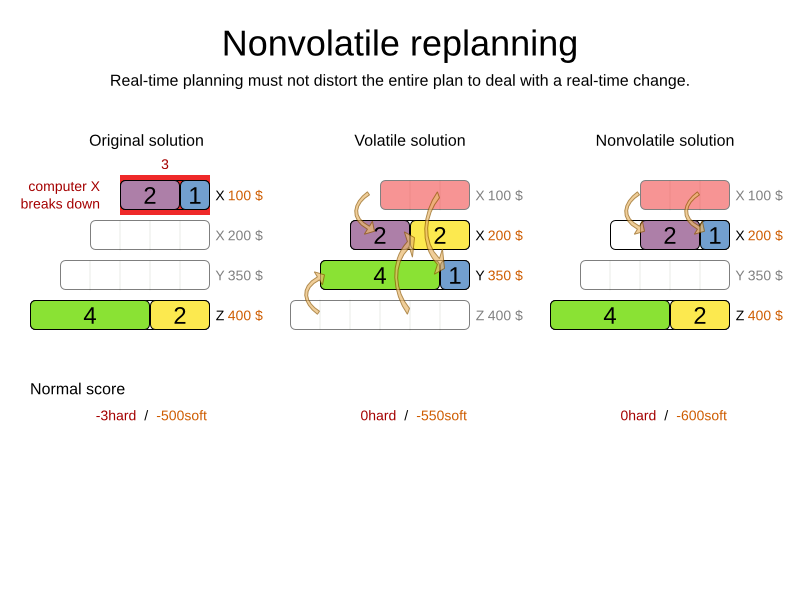 Nonvolatile replanning
Real-time planning must not distort the entire plan to deal with a real-time change.
Original solution
3
computer X
breaks down
2 1 X 100 $
X 200 $
Y 350 $
4 2 Z 400 $
Volatile solution
X 100 $
2 2 X 200 $
4 1 Y 350 $
Z 400 $
Nonvolatile solution
X 100 $
2 1 X 200 $
Y 350 $
4 2 Z 400 $
Normal score
-3hard / -500soft
0hard / -550soft
0hard / -600soft